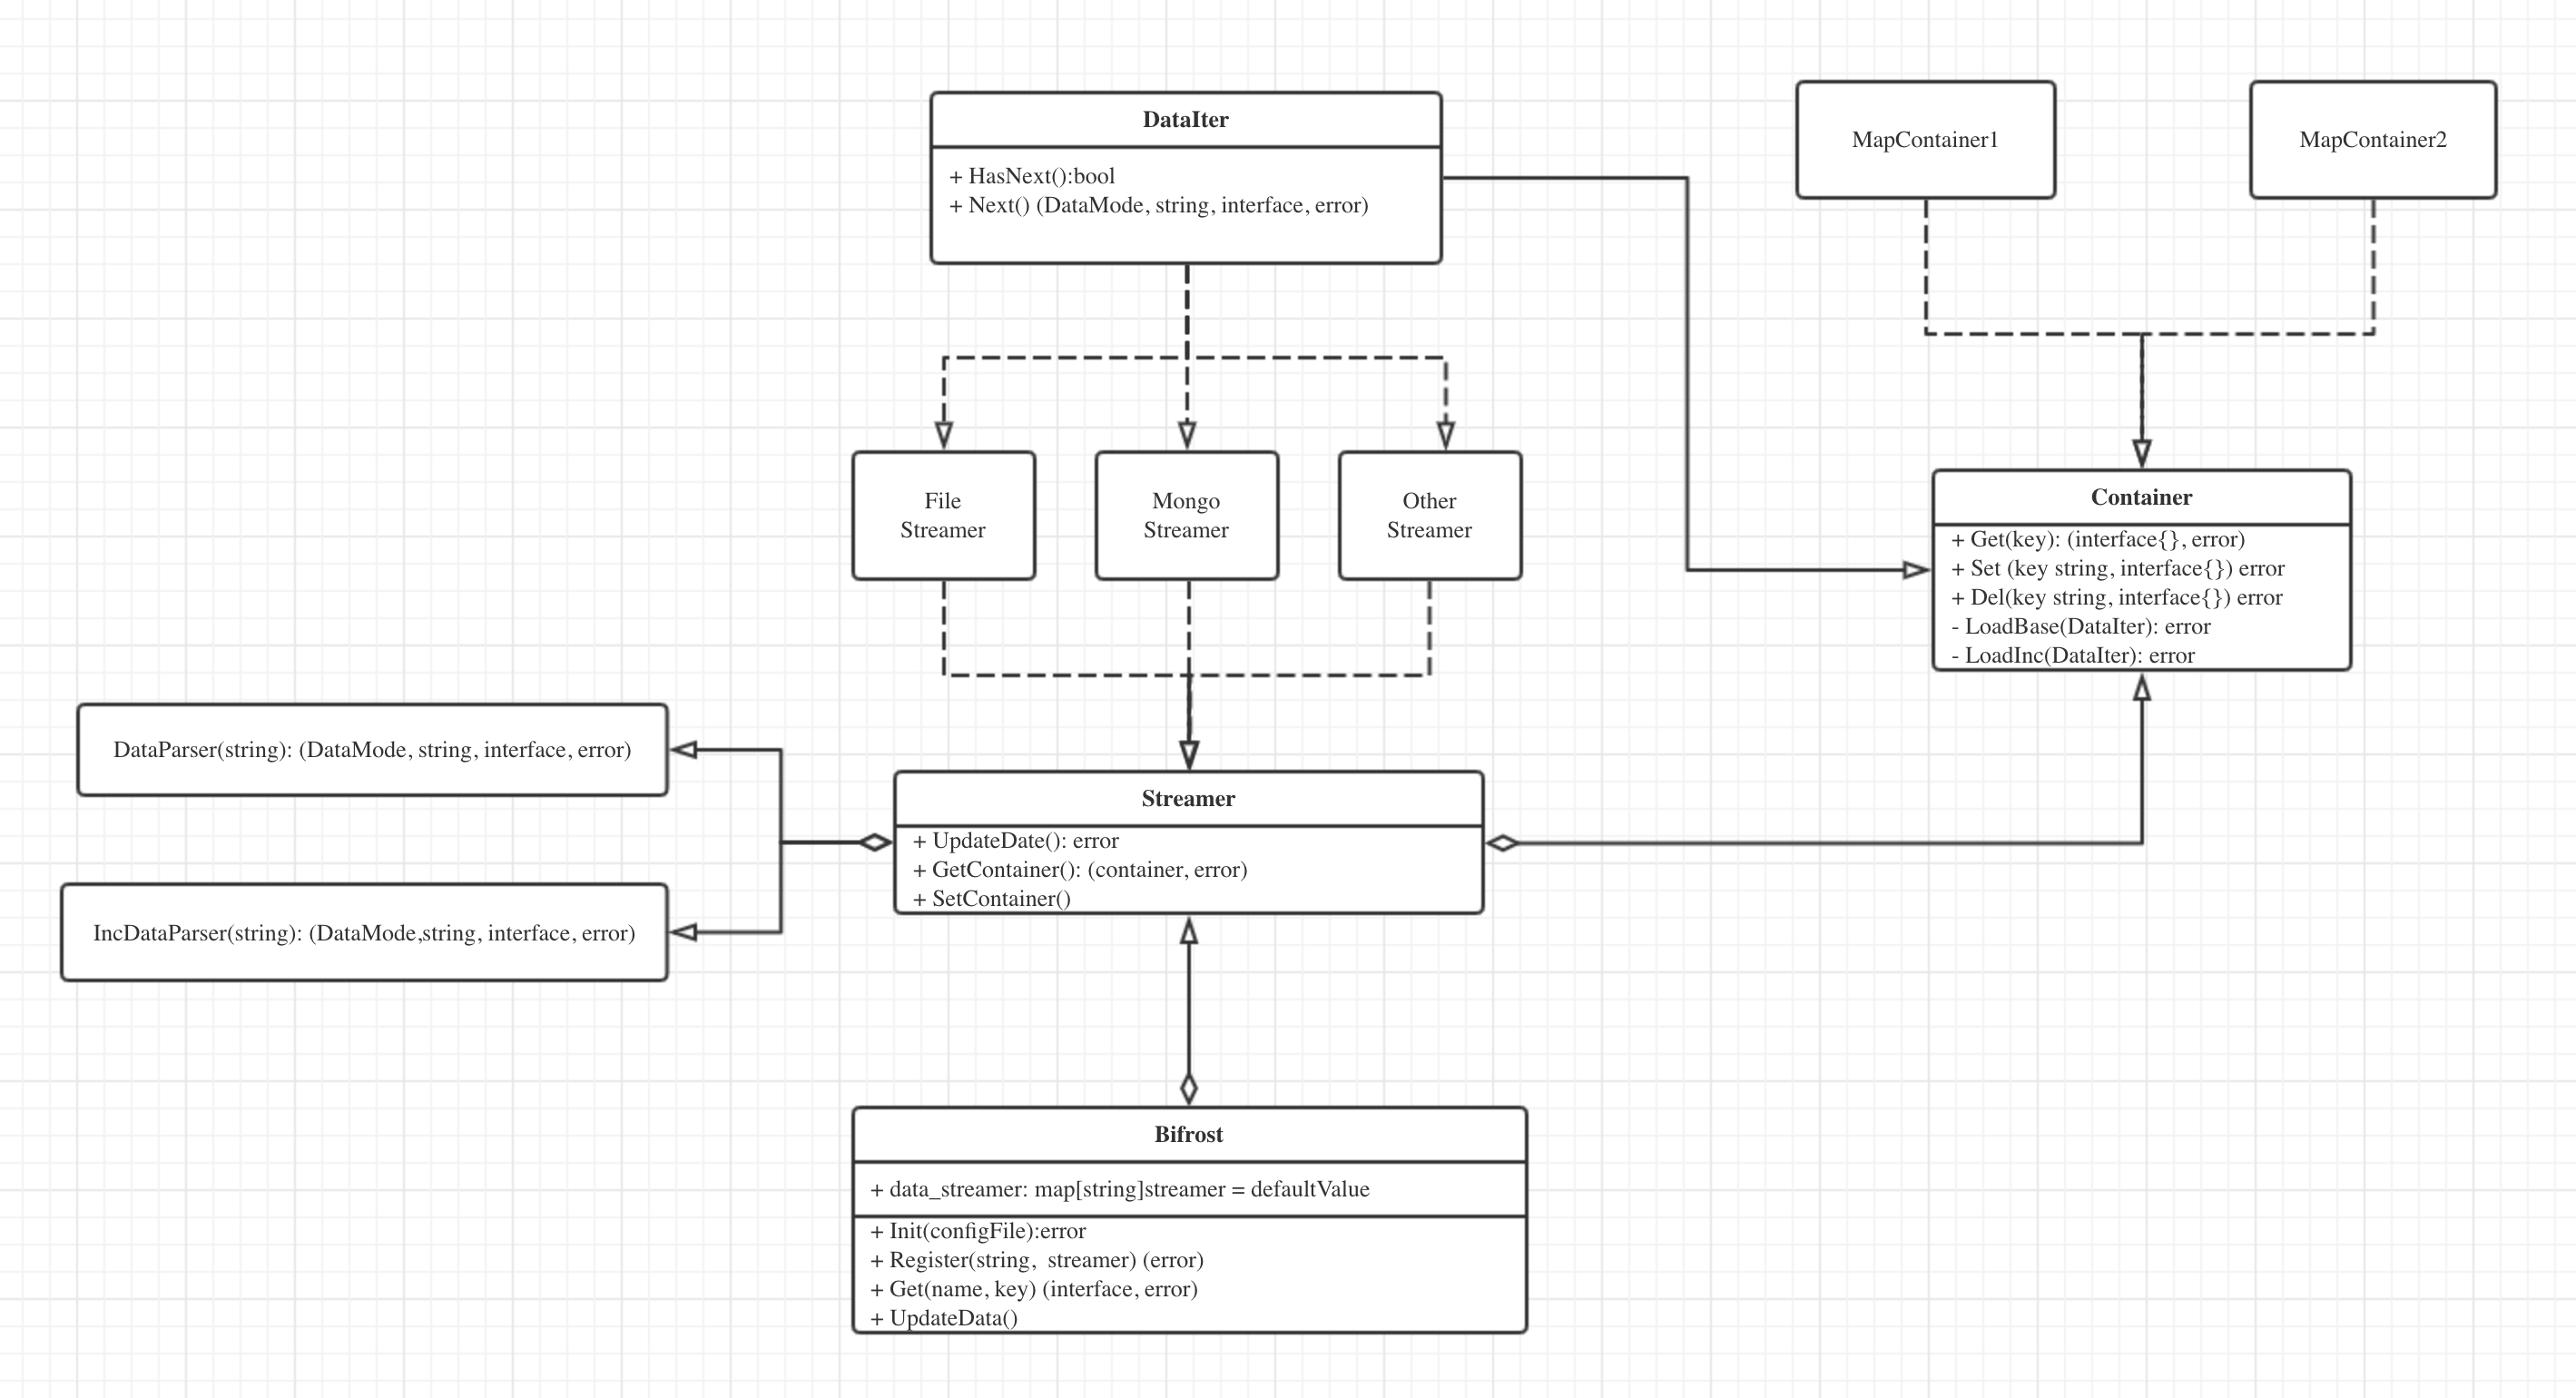 DataIter
+ HasNext():bool
+ Next() (DataMode, string, interface, error)
MapContainer1
MapContainer2
File
Streamer
Mongo
Streamer
Other
Streamer
Container
+ Get(key): (interface{}, error)
+ Set (key string, interface{}) error
+ Del(key string, interface{}) error
- LoadBase(DataIter): error
- LoadInc(DataIter): error
DataParser(string): (DataMode, string, interface, error)
IncDataParser(string): (DataMode,string, interface, error)
Streamer
+ UpdateDate(): error
+ GetContainer(): (container, error)
+ SetContainer()
Bifrost
+ data_streamer: map[string]streamer = defaultValue
+ Init(configFile):error
+ Register(string,  streamer) (error)
+ Get(name, key) (interface, error)
+ UpdateData()